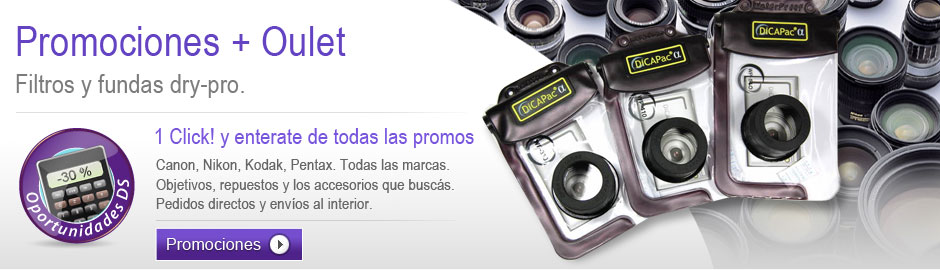 Promociones + Oulet
Filtros y fundas dry-pro.
1 Click! y enterate de todas las promos
Canon, Nikon, Kodak, Pentax. Todas las marcas.
Objetivos, repuestos y los accesorios que buscás.
Pedidos directos y envíos al interior.
-30 %
Oportunidades DS
Promociones
DiCAPac α
DiCAPac α
DiCAPac α